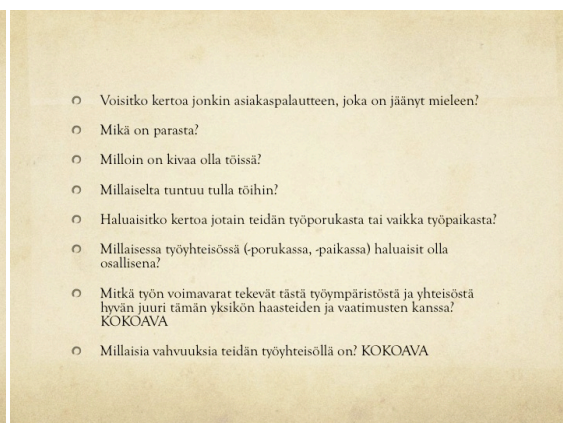 Voisitko kertoa jonkin asiakaspalautteen, joka on jäänyt mieleen?
Mikä on parasta?
Milloin on kivaa olla töissä?
Millaiselta tuntuu tulla töihin?
Haluaisitko kertoa jotain teidän työporukasta tai vaikka työpaikasta?
Millaisessa työyhteisössä (-porukassa, -paikassa) haluaisit olla
osallisena?
Mitkä työn voimavarat tekevät tästä työympäristöstä ja yhteisöstä
hyvän juuri tämän yksikön haasteiden ja vaatimusten kanssa?
KOKOAVA
Millaisia vahvuuksia teidän työyhteisöllä on? KOKOAVA